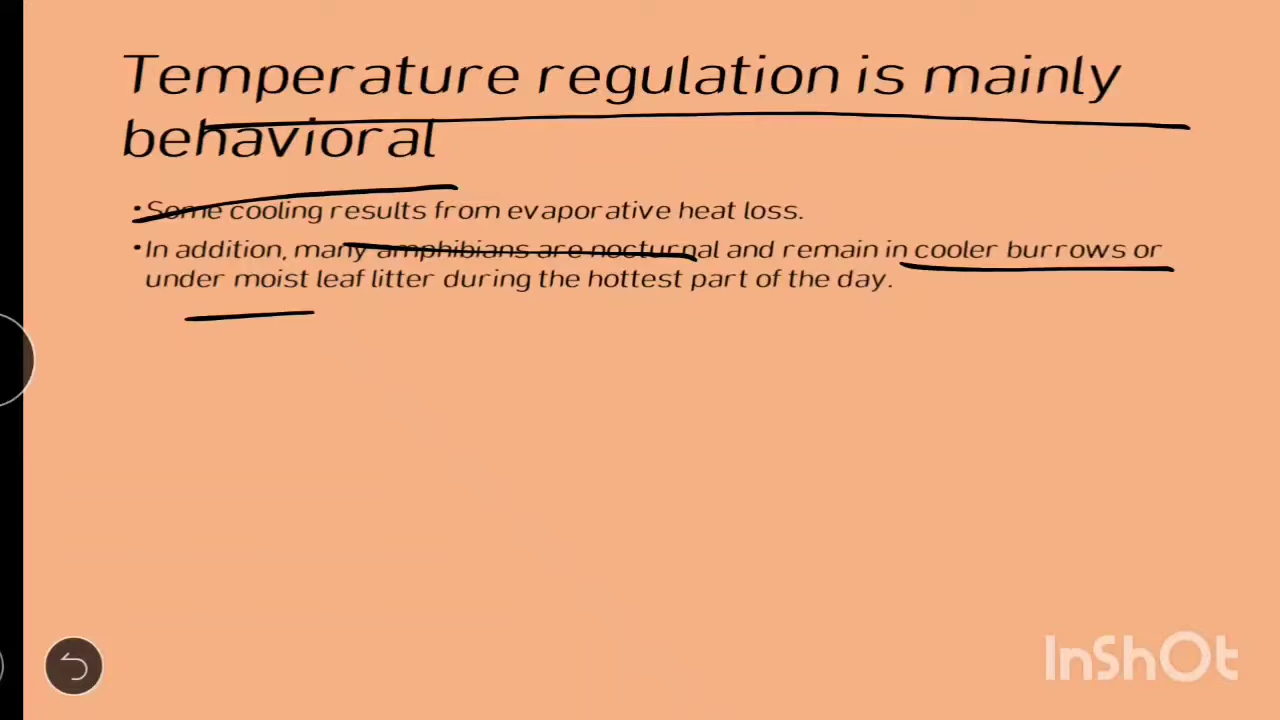 Temperature regulation is mainly
behavioral
•Some cooling results from evaporative heat loss.
•In addition, many amphibians are nocturnal and remain in cooler burrows or
under moist leaf litter during the hottest part of the day.
InShOt